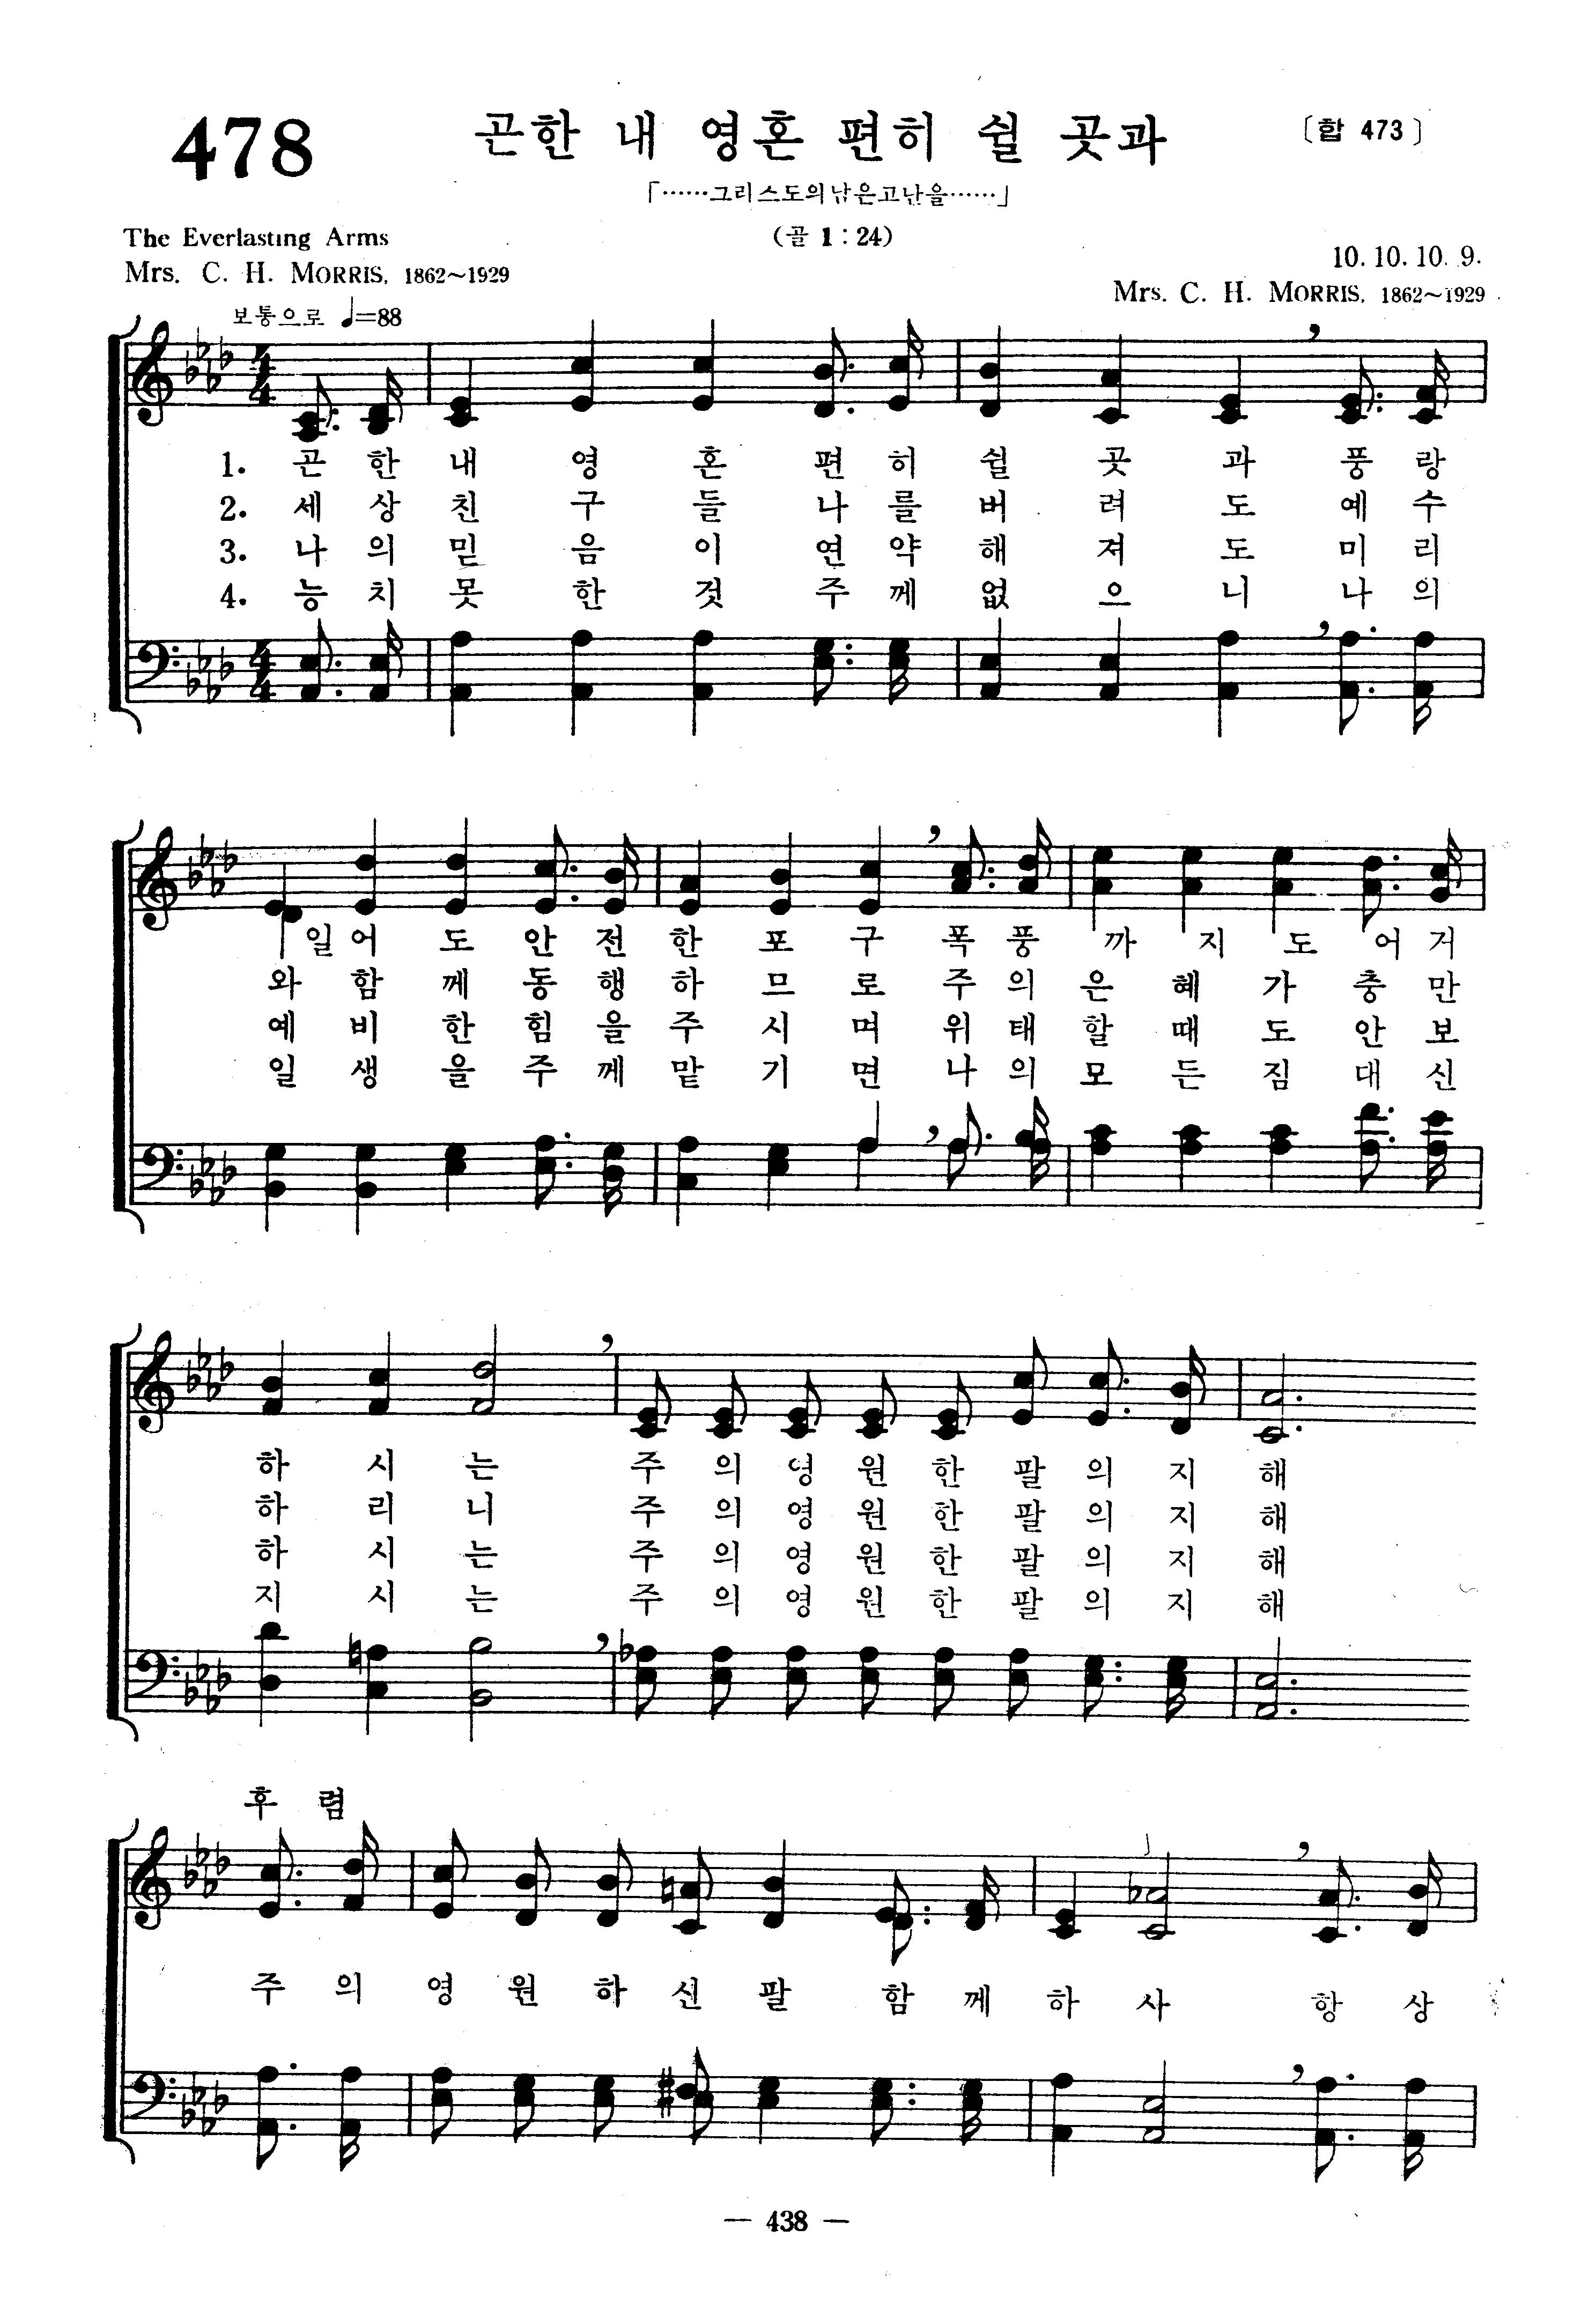 478
곤한 내 영혼 편히 쉴 곳과
〔합 473〕
「……그리스도의 남은고난을……」
(골 1 : 24)
The Everlasting Arms
Mrs. C. H. MORRIS, 1862~1929
10. 10. 10. 9.
Mrs. C. H. MORRIS, 1862~1929
보통으로 ♩=88
1. 곤 한 내 영 혼 편 히 쉴 곳 과 풍 랑
2. 세 상 친 구 들 나 를 버 려 도 예 수
3. 나 의 믿 음 이 연 약 해 져 도 미 리
4. 능 치 못 한 것 주 께 없 으 니 나 의
일 어 도 안 전 한 포 구 폭 풍 까 지 도 어 거
와 함 께 동 행 하 므 로 주 의 은 혜 가 충 만
예 비 한 힘 을 주 시 며 위 태 할 때 도 안 보
일 생 을 주 께 맡 기 면 나 의 모 든 짐 대 신
하 시 는 주 의 영 원 한 팔 의 지 해
하 리 니 주 의 영 원 한 팔 의 지 해
하 시 는 주 의 영 원 한 팔 의 지 해
지 시 는 주 의 영 원 한 팔 의 지 해
후 렴
주 의 영 원 하 신 팔 함 께 하 사 항 상
— 438 —